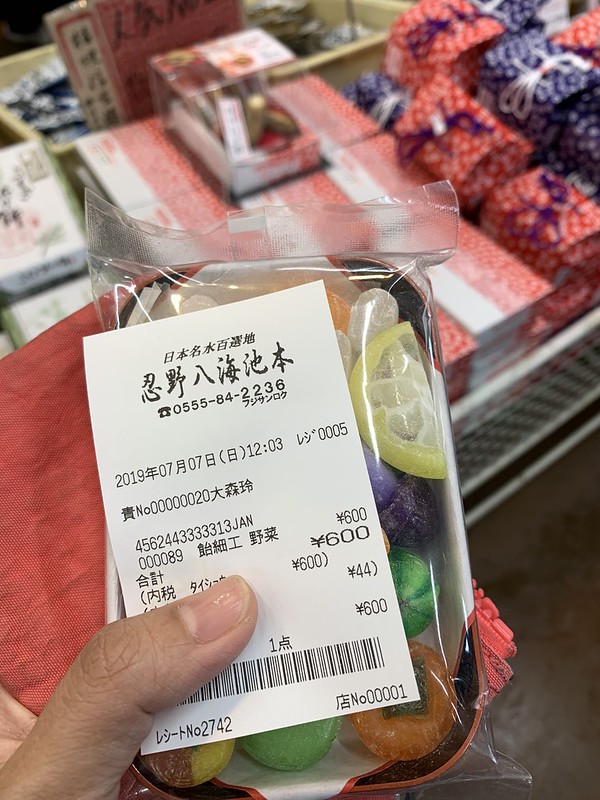 日本名水百選地
忍野八海池本
☎0555-84-2236
フジサンロク
2019年07月07日(日)12:03 レジ0005
責No00000020大森玲
4562443333313JAN ¥600
000089 飴細工 野菜 ¥600
合計 ¥600)
(内税 ¥44)
¥600
1点
レシートNo2742 店No00001